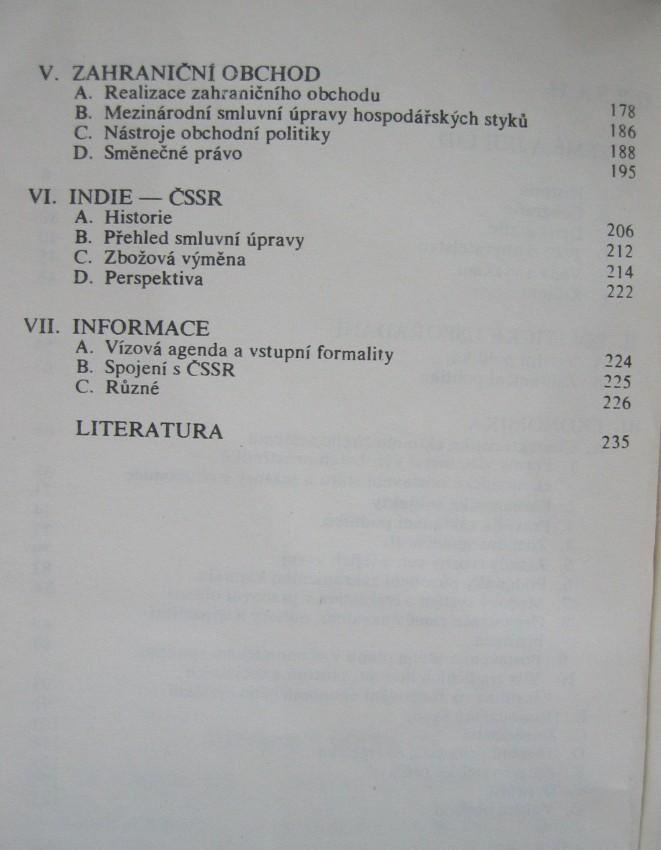 V. ZAHRANIČNÍ OBCHOD
A. Realizace zahraničního obchodu 178
B. Mezinárodní smluvní úpravy hospodářských styků 186
C. Nástroje obchodní politiky 188
D. Směnečné právo 195
VI. INDIE — ČSSR
A. Historie 206
B. Přehled smluvní úpravy 212
C. Zbožová výměna 214
D. Perspektiva 222
VII. INFORMACE
A. Vízová agenda a vstupní formality 224
B. Spojení s ČSSR 225
C. Různé 226
LITERATURA 235